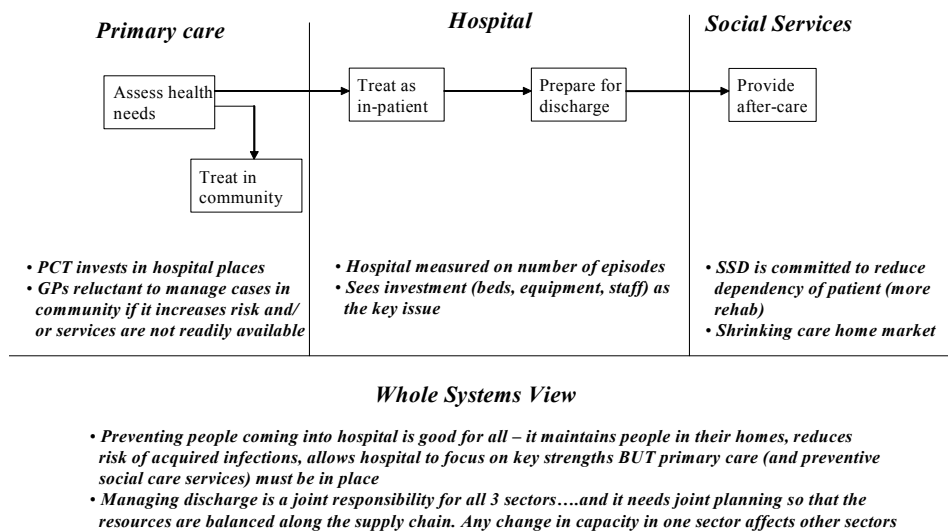 Primary care
Hospital
Social Services
Assess health
needs
Treat as
in-patient
Prepare for
discharge
Provide
after-care
Treat in
community
• PCT invests in hospital places
• GPs reluctant to manage cases in
community if it increases risk and/
or services are not readily available
• Hospital measured on number of episodes
• Sees investment (beds, equipment, staff) as
the key issue
• SSD is committed to reduce
dependency of patient (more
rehab)
• Shrinking care home market
Whole Systems View
• Preventing people coming into hospital is good for all – it maintains people in their homes, reduces
risk of acquired infections, allows hospital to focus on key strengths BUT primary care (and preventive
social care services) must be in place
• Managing discharge is a joint responsibility for all 3 sectors….and it needs joint planning so that the
resources are balanced along the supply chain. Any change in capacity in one sector affects other sectors